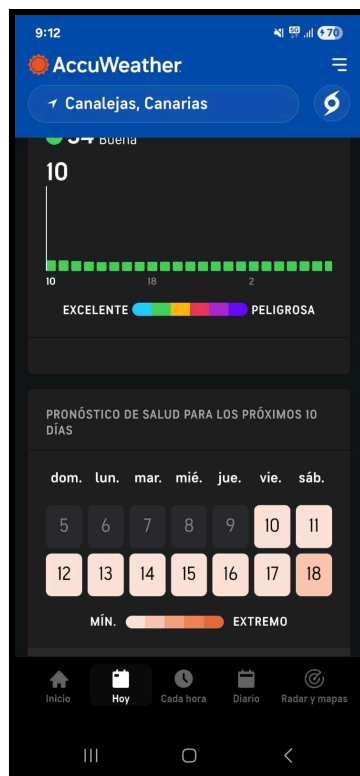 9:12
5G
70
AccuWeather
Canalejas, Canarias
Buena
10
10 18 2
EXCELENTE PELIGROSA
PRONÓSTICO DE SALUD PARA LOS PRÓXIMOS 10
DÍAS
dom. lun. mar. mié. jue. vie. sáb.
5 6 7 8 9 10 11
12 13 14 15 16 17 18
MÍN. EXTREMO
Inicio Hoy Cada hora Diario Radar y mapas